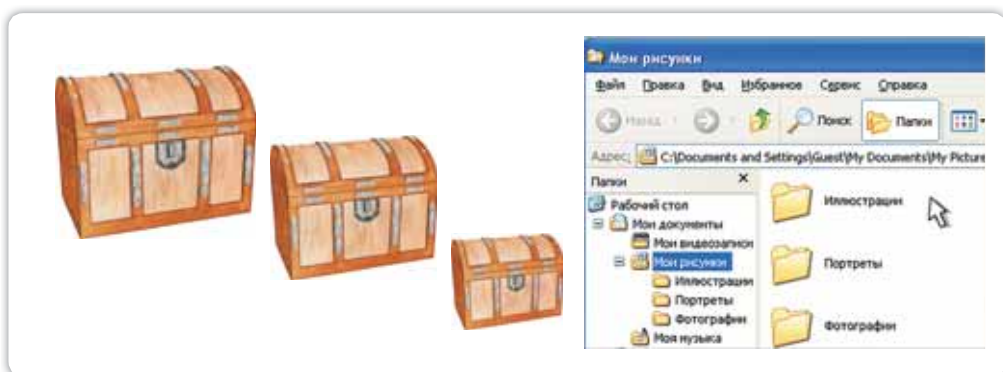 Мои рисунки
Файл Правка Вид Избранное Сервис Справка
Назад Поиск Папки
Адрес: C:\Documents and Settings\Guest\My Documents\My Picture
Папки
Рабочий стол
Мои документы
Мои видеозаписи
Мои рисунки
Иллюстрации
Портреты
Фотографии
Моя музыка
Иллюстрации
Портреты
Фотографии